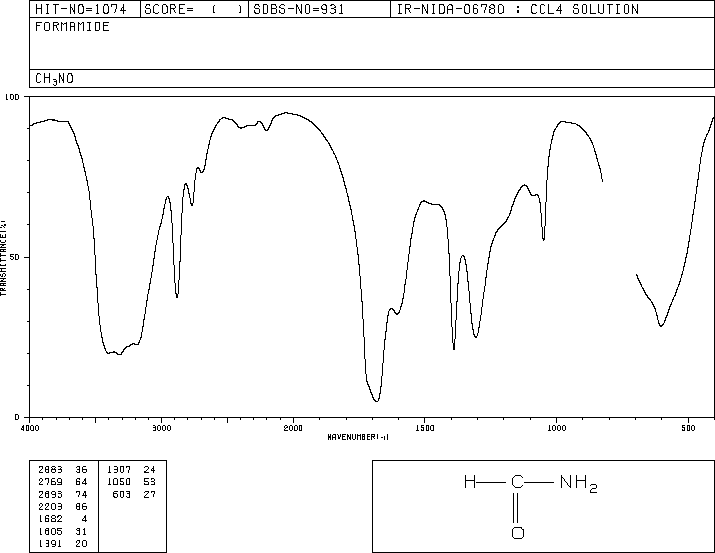 HIT-NO=1074 SCORE= ( ) SDBS-NO=931 IR-NIDA-06780 : CCL4 SOLUTION
FORMAMIDE
CH3NO
100
50
0
TRANSMITTANCE(%)
4000 3000 2000 1500 1000 500
WAVENUMBER(-1)
2883 36 1307 24
2769 64 1050 53
2693 74 603 27
2203 86
1682 4
1605 31
1391 20
H C NH2
O